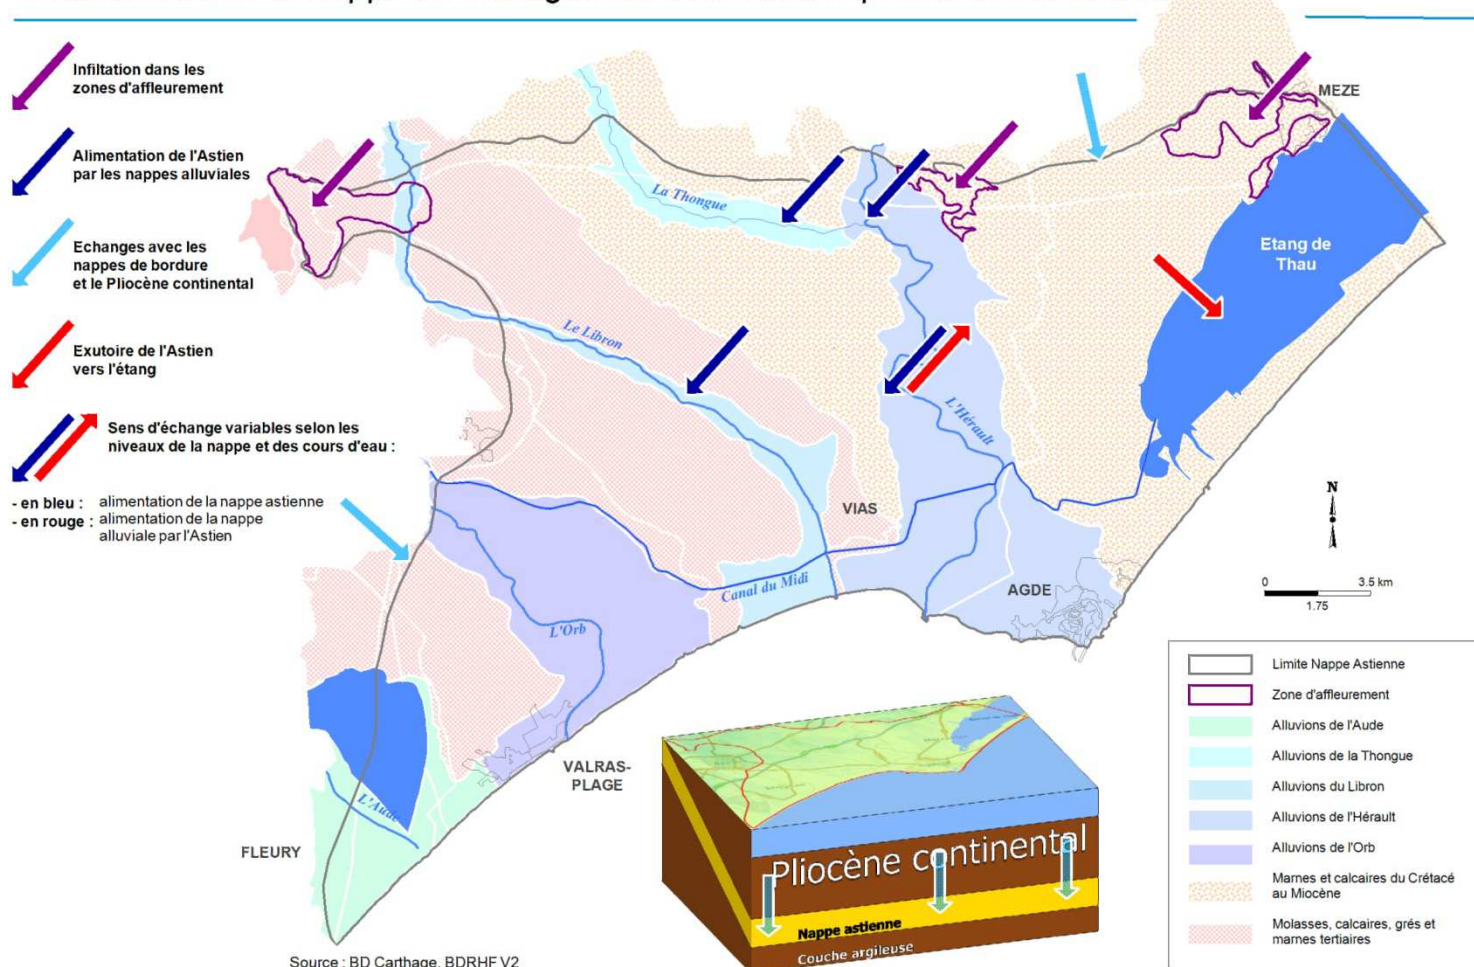 Infiltation dans les
zones d'affleurement
Alimentation de l'Astien
par les nappes alluviales
Echanges avec les
nappes de bordure
et le Pliocène continental
Exutoire de l'Astien
vers l'étang
Sens d'échange variables selon les
niveaux de la nappe et des cours d'eau :
- en bleu : alimentation de la nappe astienne
- en rouge : alimentation de la nappe
alluviale par l'Astien
MEZE
La Thongue
Etang de
Thau
Le Libron
L'Hérault
VIAS
Canal du Midi
AGDE
L'Orb
VALRAS-
PLAGE
L'Aude
FLEURY
N
0 3.5 km
1.75
Limite Nappe Astienne
Zone d'affleurement
Alluvions de l'Aude
Alluvions de la Thongue
Alluvions du Libron
Alluvions de l'Hérault
Alluvions de l'Orb
Marnes et calcaires du Crétacé
au Miocène
Molasses, calcaires, grés et
marnes tertiaires
Pliocène continental
Nappe astienne
Couche argileuse
Source : BD Carthage, BDRHF V2